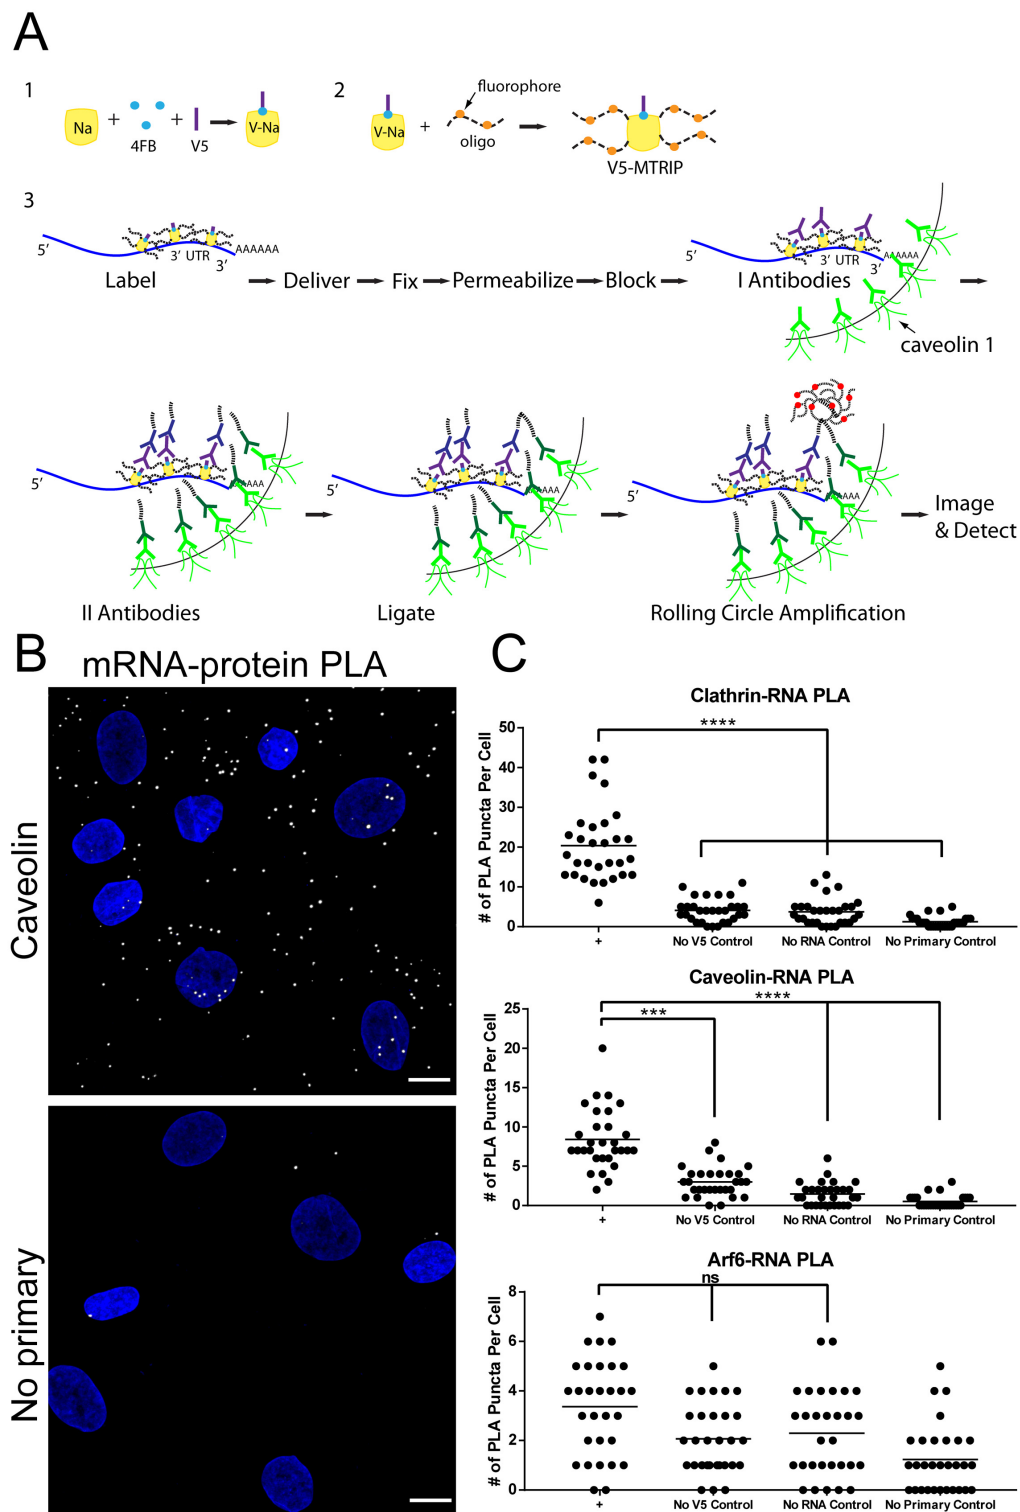 A
1
Na
+
+
4FB
V5
V-Na
2
V-Na
+
fluorophore
oligo
V5-MTRIP
3
5′
3′ UTR
3′
AAAAAA
Label
Deliver
Fix
Permeabilize
Block
5′
3′ UTR
3′
AAAAAA
I Antibodies
caveolin 1
5′
AAAA
II Antibodies
5′
AAAA
Ligate
5′
AAAA
Rolling Circle Amplification
Image
& Detect
B
mRNA-protein PLA
Caveolin
No primary
C
Clathrin-RNA PLA
# of PLA Puncta Per Cell
50
40
30
20
10
0
****
+
No V5 Control
No RNA Control
No Primary Control
Caveolin-RNA PLA
# of PLA Puncta Per Cell
25
20
15
10
5
0
****
***
+
No V5 Control
No RNA Control
No Primary Control
Arf6-RNA PLA
# of PLA Puncta Per Cell
8
6
4
2
0
ns
+
No V5 Control
No RNA Control
No Primary Control